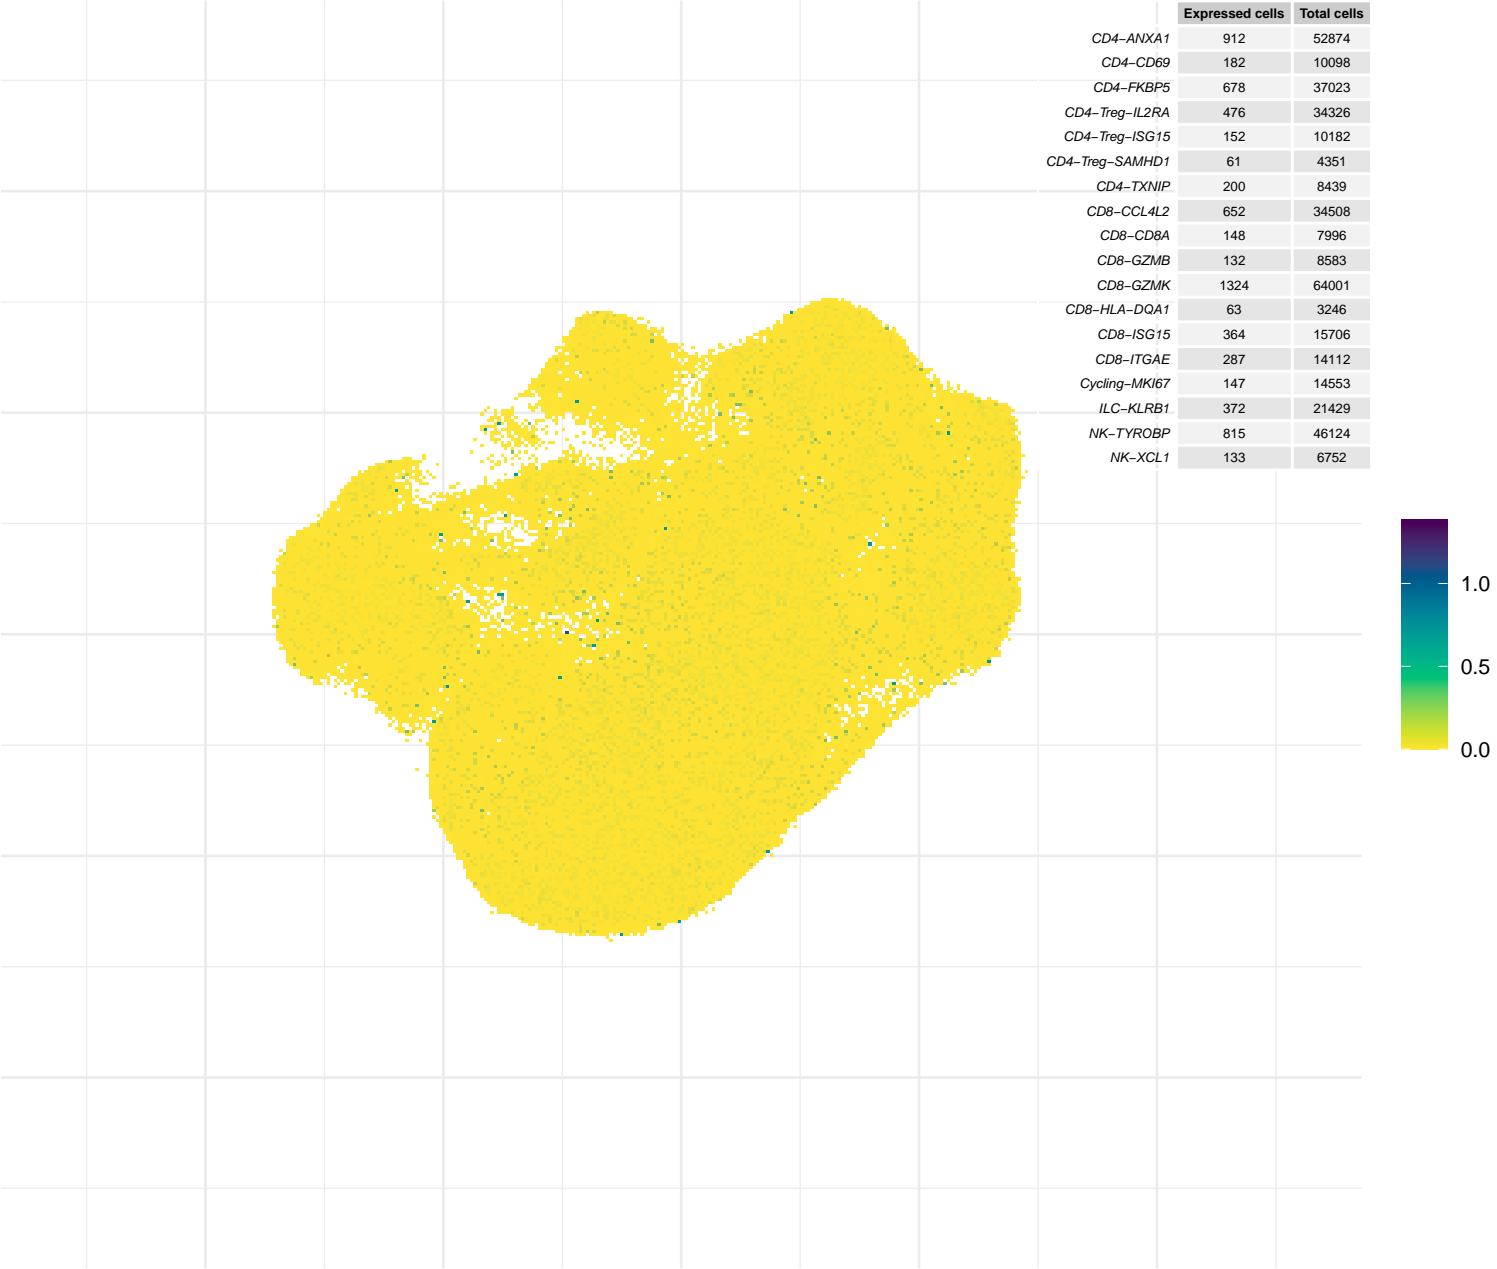 Expressed cells Total cells
CD4−ANXA1 912 52874
CD4−CD69 182 10098
CD4−FKBP5 678 37023
CD4−Treg−IL2RA 476 34326
CD4−Treg−ISG15 152 10182
CD4−Treg−SAMHD1 61 4351
CD4−TXNIP 200 8439
CD8−CCL4L2 652 34508
CD8−CD8A 148 7996
CD8−GZMB 132 8583
CD8−GZMK 1324 64001
CD8−HLA−DQA1 63 3246
CD8−ISG15 364 15706
CD8−ITGAE 287 14112
Cycling−MKI67 147 14553
ILC−KLRB1 372 21429
NK−TYROBP 815 46124
NK−XCL1 133 6752
1.0
0.5
0.0